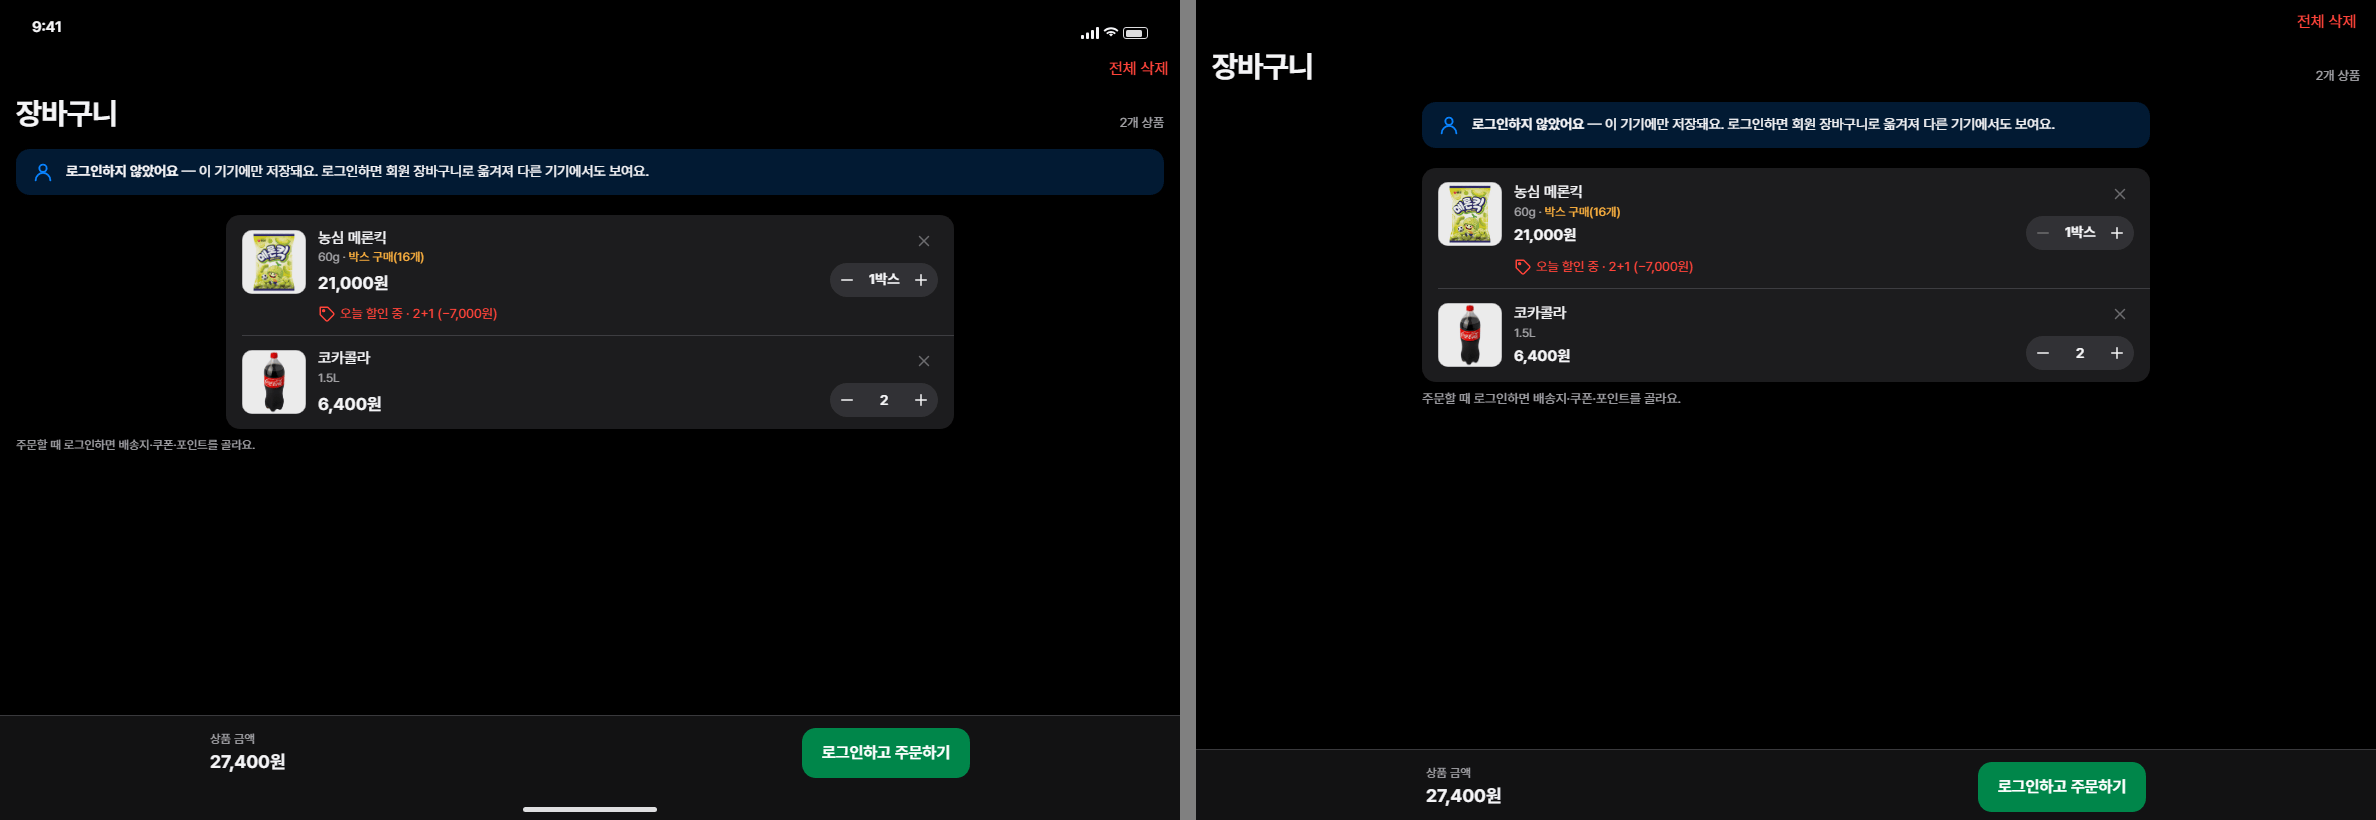 9:41
전체 삭제
장바구니
2개 상품
로그인하지 않았어요 — 이 기기에만 저장돼요. 로그인하면 회원 장바구니로 옮겨져 다른 기기에서도 보여요.
메론킥
농심 메론킥
60g · 박스 구매(16개)
21,000원
1박스
오늘 할인 중 · 2+1 (−7,000원)
Coca-Cola
코카콜라
1.5L
6,400원
2
주문할 때 로그인하면 배송지·쿠폰·포인트를 골라요.
상품 금액
27,400원
로그인하고 주문하기
전체 삭제
장바구니
2개 상품
로그인하지 않았어요 — 이 기기에만 저장돼요. 로그인하면 회원 장바구니로 옮겨져 다른 기기에서도 보여요.
메론킥
농심 메론킥
60g · 박스 구매(16개)
21,000원
1박스
오늘 할인 중 · 2+1 (−7,000원)
Coca-Cola
코카콜라
1.5L
6,400원
2
주문할 때 로그인하면 배송지·쿠폰·포인트를 골라요.
상품 금액
27,400원
로그인하고 주문하기